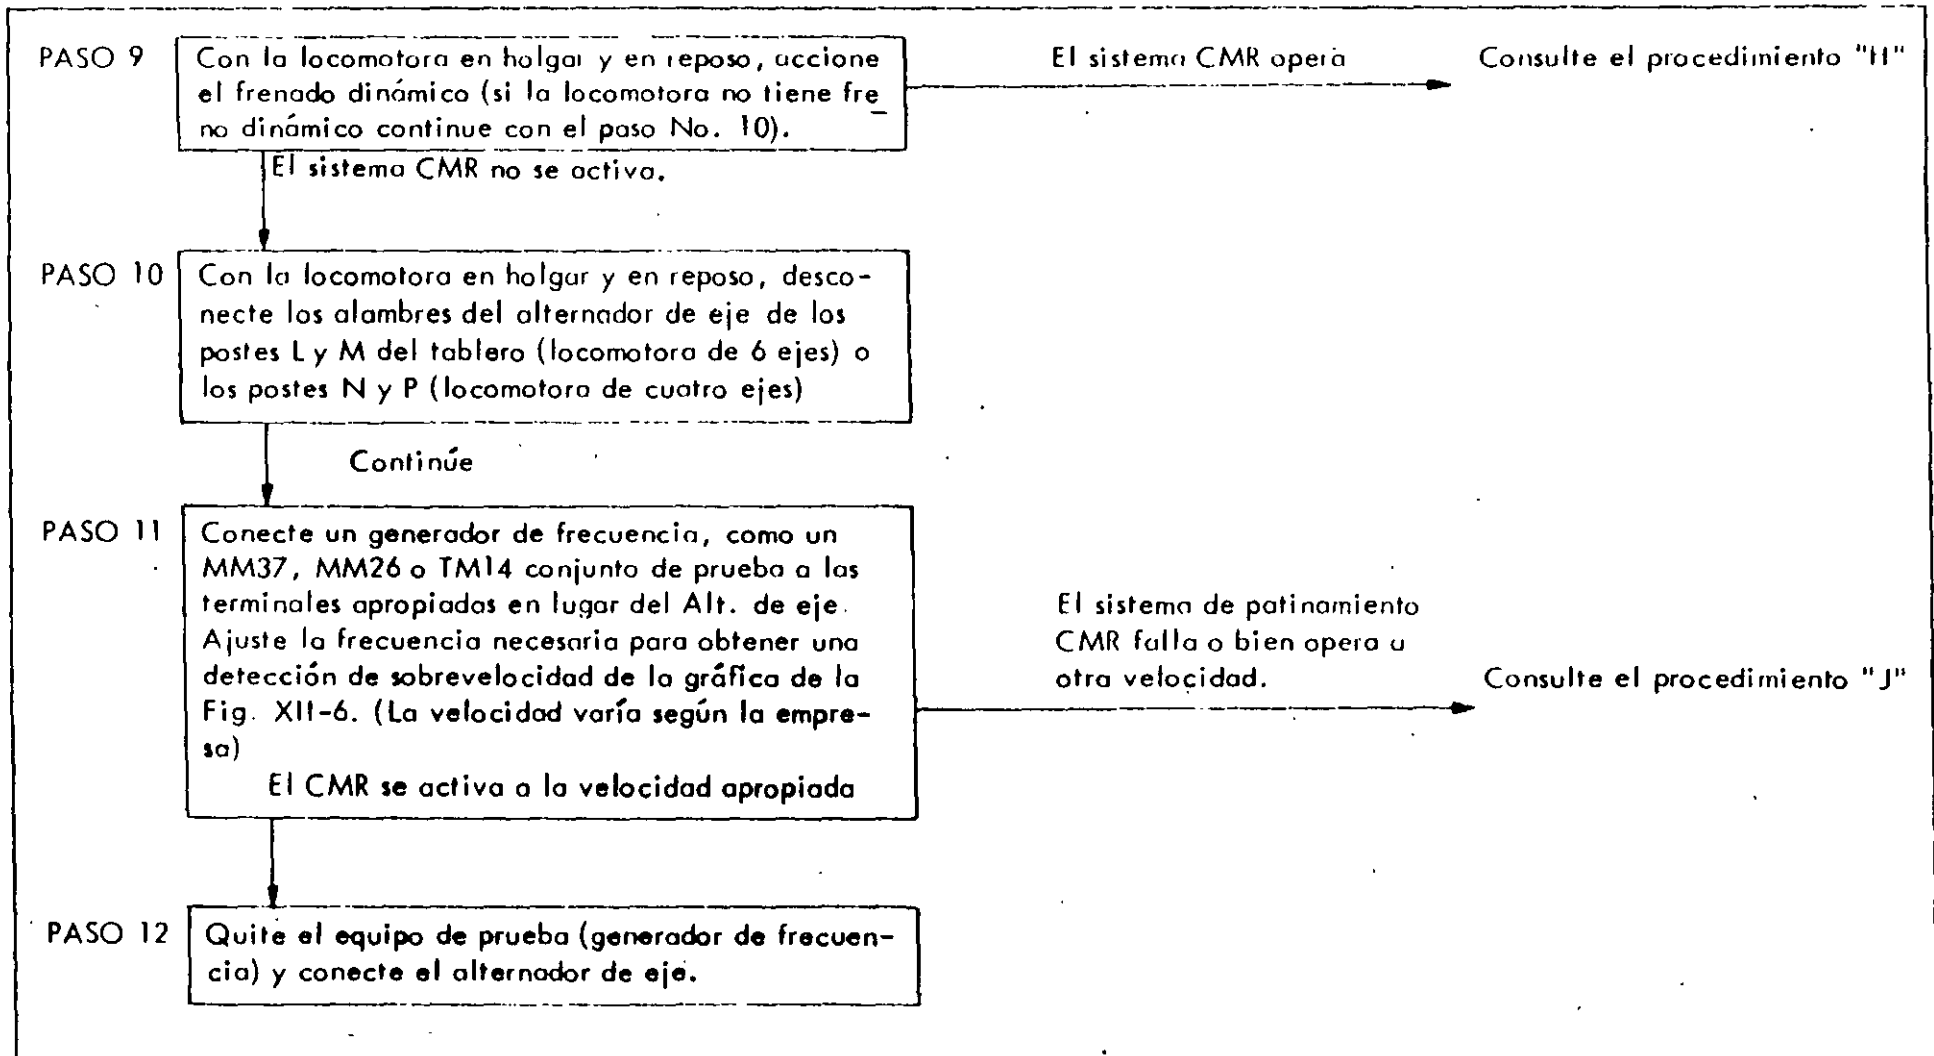 PASO 9
Con la locomotora en holgar y en reposo, accione
el frenado dinámico (si la locomotora no tiene fre
no dinámico continue con el paso No. 10).
El sistema CMR opera
Consulte el procedimiento "H"
El sistema CMR no se activa.
PASO 10
Con la locomotora en holgar y en reposo, desco-
necte los alambres del alternador de eje de los
postes L y M del tablero (locomotora de 6 ejes) o
los postes N y P (locomotora de cuatro ejes)
Continúe
PASO 11
Conecte un generador de frecuencia, como un
MM37, MM26 o TM14 conjunto de prueba a las
terminales apropiadas en lugar del Alt. de eje.
Ajuste la frecuencia necesaria para obtener una
detección de sobrevelocidad de la gráfica de la
Fig. XII-6. (La velocidad varía según la empre-
sa)
El CMR se activa a la velocidad apropiada
El sistema de patinamiento
CMR falla o bien opera a
otra velocidad.
Consulte el procedimiento "J"
PASO 12
Quite el equipo de prueba (generador de frecuen-
cia) y conecte el alternador de eje.